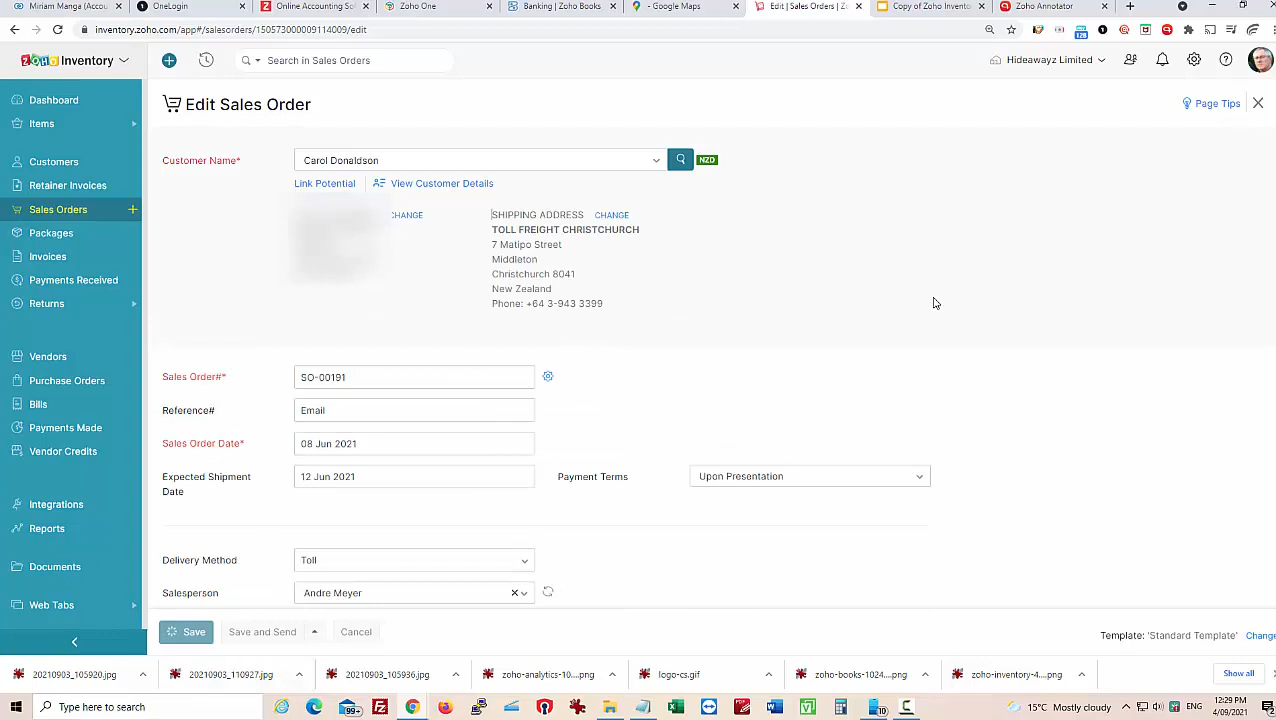 Miriam Manga (Accou
OneLogin
Online Accounting So
Zoho One
Banking | Zoho Books
- Google Maps
Edit | Sales Orders | Zo
Copy of Zoho Invento
Zoho Annotator
inventory.zoho.com/app#/salesorders/150573000009114009/edit
ZOHO Inventory
Search in Sales Orders
Hideawayz Limited
Dashboard
Items
Customers
Retainer Invoices
Sales Orders
Packages
Invoices
Payments Received
Returns
Vendors
Purchase Orders
Bills
Payments Made
Vendor Credits
Integrations
Reports
Documents
Web Tabs
Edit Sales Order
Page Tips
Customer Name*
Carol Donaldson
NZD
Link Potential
View Customer Details
CHANGE
SHIPPING ADDRESS CHANGE
TOLL FREIGHT CHRISTCHURCH
7 Matipo Street
Middleton
Christchurch 8041
New Zealand
Phone: +64 3-943 3399
Sales Order#*
SO-00191
Reference#
Email
Sales Order Date*
08 Jun 2021
Expected Shipment
Date
12 Jun 2021
Payment Terms
Upon Presentation
Delivery Method
Toll
Salesperson
Andre Meyer
Save
Save and Send
Cancel
Template: 'Standard Template' Change
20210903_105920.jpg
20210903_110927.jpg
20210903_105936.jpg
zoho-analytics-10....png
logo-cs.gif
zoho-books-1024....png
zoho-inventory-4....png
Show all
Type here to search
99+
10
15°C Mostly cloudy
ENG
12:29 PM
4/09/2021